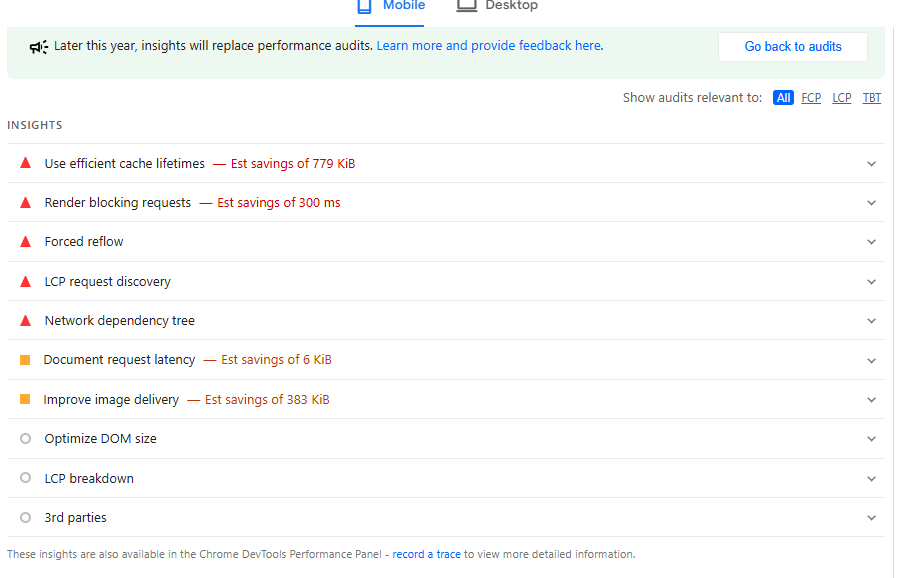 Mobile Desktop
Later this year, insights will replace performance audits. Learn more and provide feedback here. Go back to audits
Show audits relevant to: All FCP LCP TBT
INSIGHTS
Use efficient cache lifetimes — Est savings of 779 KiB
Render blocking requests — Est savings of 300 ms
Forced reflow
LCP request discovery
Network dependency tree
Document request latency — Est savings of 6 KiB
Improve image delivery — Est savings of 383 KiB
Optimize DOM size
LCP breakdown
3rd parties
These insights are also available in the Chrome DevTools Performance Panel - record a trace to view more detailed information.